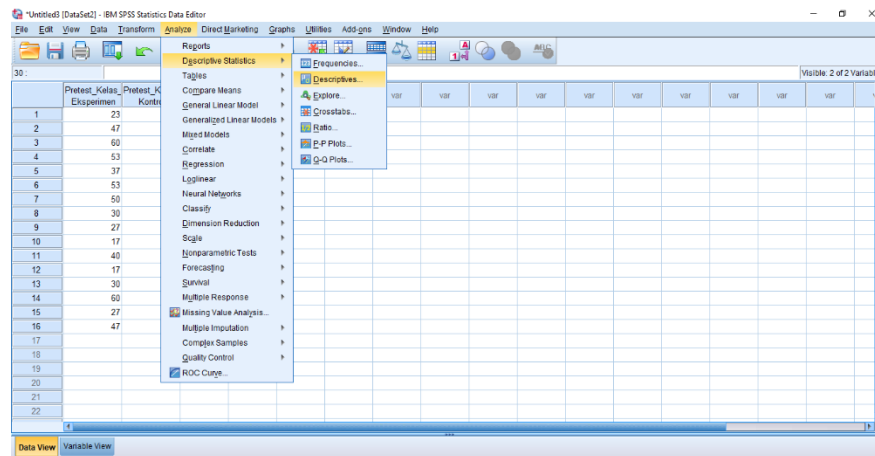 *Untitled3 [DataSet2] - IBM SPSS Statistics Data Editor
File Edit View Data Transform Analyze Direct Marketing Graphs Utilities Add-ons Window Help
30 :
Visible: 2 of 2 Variabl
Pretest_Kelas_ Pretest_K
Eksperimen Kontro
var var var var var var var var var
1 23
2 47
3 60
4 53
5 37
6 53
7 50
8 30
9 27
10 17
11 40
12 17
13 30
14 60
15 27
16 47
17
18
19
20
21
22
Reports
Descriptive Statistics
Tables
Compare Means
General Linear Model
Generalized Linear Models
Mixed Models
Correlate
Regression
Loglinear
Neural Networks
Classify
Dimension Reduction
Scale
Nonparametric Tests
Forecasting
Survival
Multiple Response
Missing Value Analysis...
Multiple Imputation
Complex Samples
Quality Control
ROC Curve...
Frequencies...
Descriptives...
Explore...
Crosstabs...
Ratio...
P-P Plots...
Q-Q Plots...
Data View Variable View